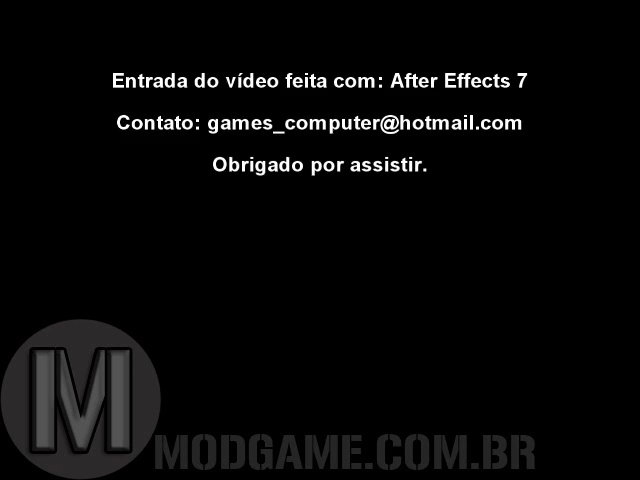 Entrada do vídeo feita com: After Effects 7
Contato: games_computer@hotmail.com
Obrigado por assistir.
M
MODGAME.COM.BR